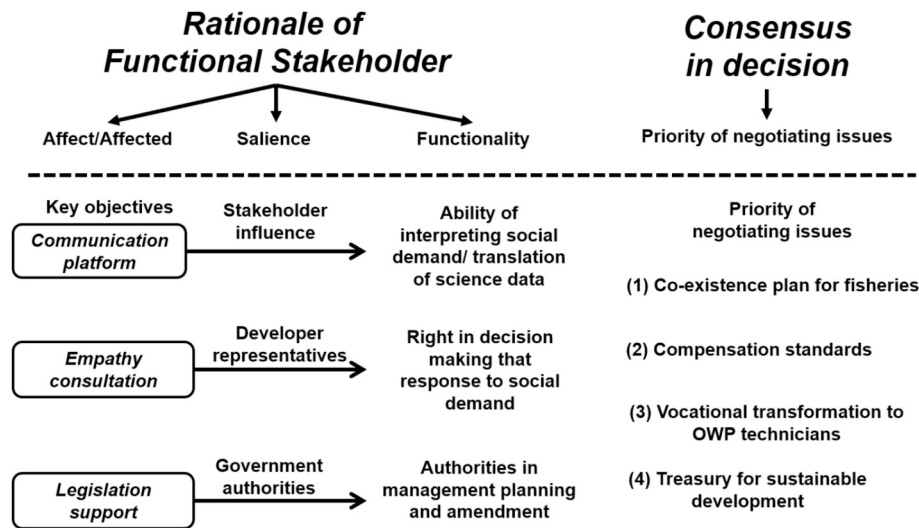 Rationale of
Functional Stakeholder
Consensus
in decision
Affect/Affected
Salience
Functionality
Priority of negotiating issues
Key objectives
Communication
platform
Stakeholder
influence
Ability of
interpreting social
demand/ translation
of science data
Empathy
consultation
Developer
representatives
Right in decision
making that
response to social
demand
Legislation
support
Government
authorities
Authorities in
management planning
and amendment
Priority of
negotiating issues
(1) Co-existence plan for fisheries
(2) Compensation standards
(3) Vocational transformation to
OWP technicians
(4) Treasury for sustainable
development